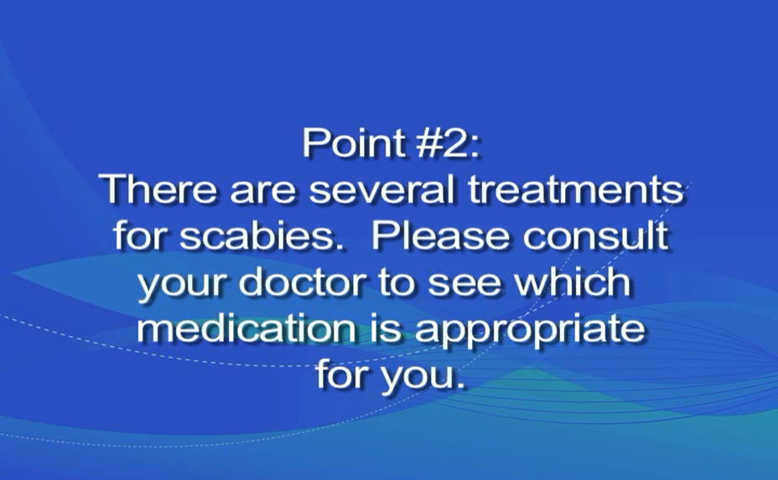 Point #2:
There are several treatments
for scabies.  Please consult
your doctor to see which
medication is appropriate
for you.